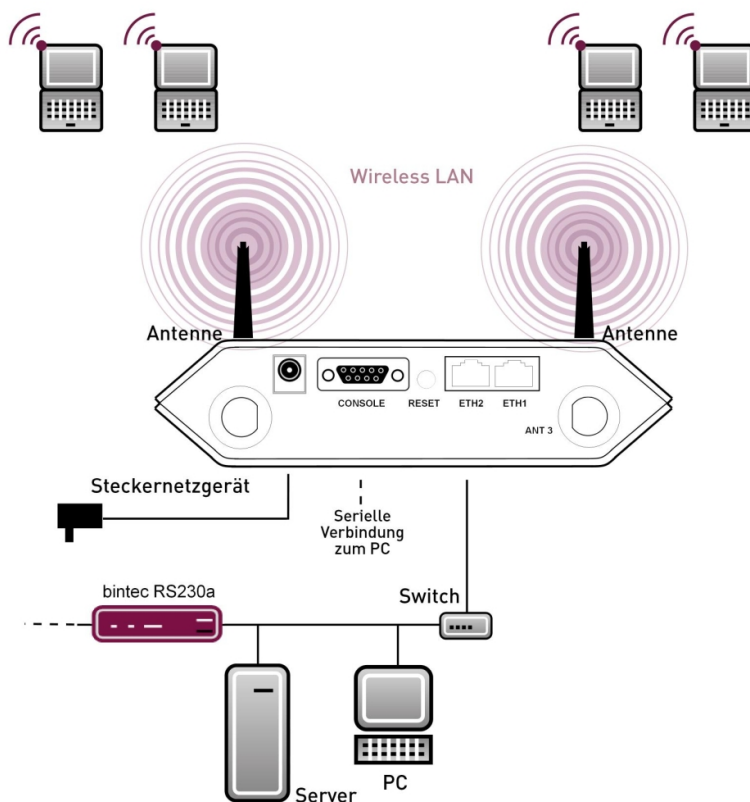 Wireless LAN
Antenne
Antenne
CONSOLE
RESET
ETH2
ETH1
ANT 3
Steckernetzgerät
Serielle
Verbindung
zum PC
bintec RS230a
Switch
Server
PC